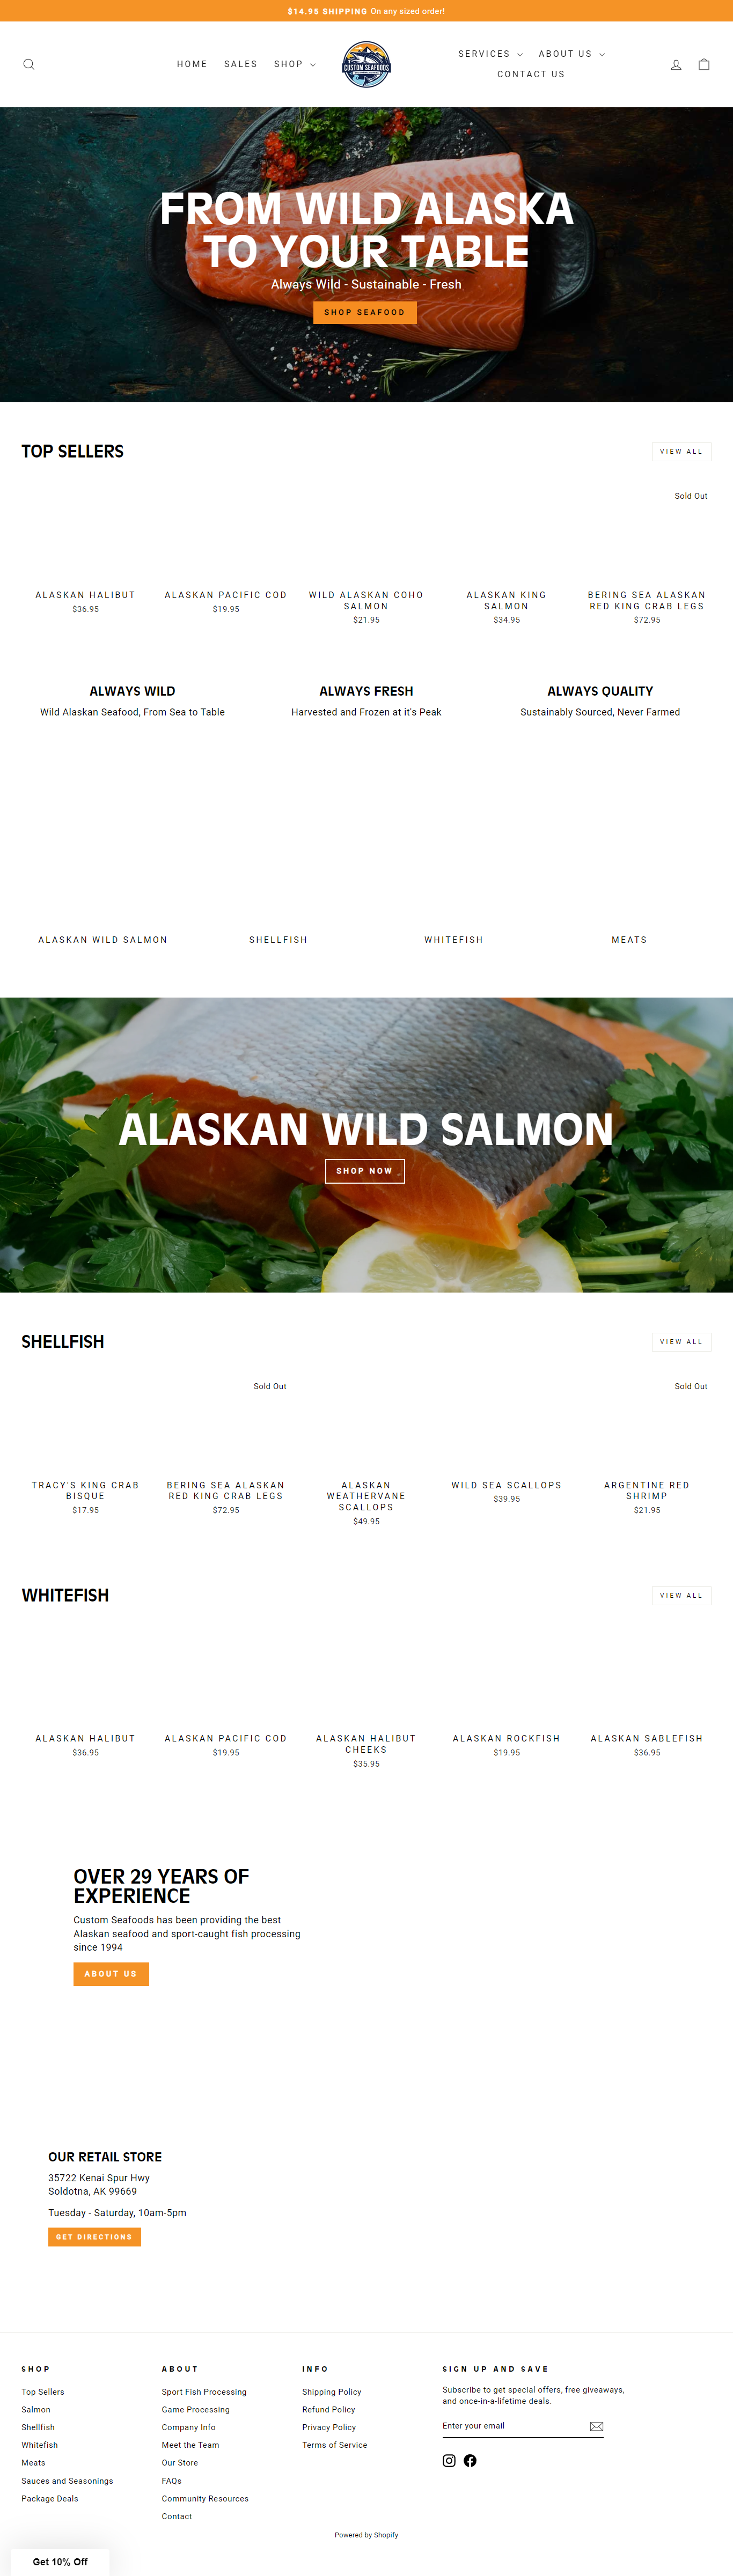 $14.95 SHIPPING On any sized order!
HOME SALES SHOP
CUSTOM SEAFOODS
SERVICES ABOUT US
CONTACT US
FROM WILD ALASKA
TO YOUR TABLE
Always Wild - Sustainable - Fresh
SHOP SEAFOOD
TOP SELLERS
VIEW ALL
Sold Out
ALASKAN HALIBUT
$36.95
ALASKAN PACIFIC COD
$19.95
WILD ALASKAN COHO
SALMON
$21.95
ALASKAN KING
SALMON
$34.95
BERING SEA ALASKAN
RED KING CRAB LEGS
$72.95
ALWAYS WILD
Wild Alaskan Seafood, From Sea to Table
ALWAYS FRESH
Harvested and Frozen at it's Peak
ALWAYS QUALITY
Sustainably Sourced, Never Farmed
ALASKAN WILD SALMON
SHELLFISH
WHITEFISH
MEATS
ALASKAN WILD SALMON
SHOP NOW
SHELLFISH
VIEW ALL
TRACY'S KING CRAB
BISQUE
$17.95
Sold Out
BERING SEA ALASKAN
RED KING CRAB LEGS
$72.95
ALASKAN
WEATHERVANE
SCALLOPS
$49.95
WILD SEA SCALLOPS
$39.95
Sold Out
ARGENTINE RED
SHRIMP
$21.95
WHITEFISH
VIEW ALL
ALASKAN HALIBUT
$36.95
ALASKAN PACIFIC COD
$19.95
ALASKAN HALIBUT
CHEEKS
$35.95
ALASKAN ROCKFISH
$19.95
ALASKAN SABLEFISH
$36.95
OVER 29 YEARS OF
EXPERIENCE
Custom Seafoods has been providing the best
Alaskan seafood and sport-caught fish processing
since 1994
ABOUT US
OUR RETAIL STORE
35722 Kenai Spur Hwy
Soldotna, AK 99669
Tuesday - Saturday, 10am-5pm
GET DIRECTIONS
SHOP
Top Sellers
Salmon
Shellfish
Whitefish
Meats
Sauces and Seasonings
Package Deals
ABOUT
Sport Fish Processing
Game Processing
Company Info
Meet the Team
Our Store
FAQs
Community Resources
Contact
INFO
Shipping Policy
Refund Policy
Privacy Policy
Terms of Service
SIGN UP AND SAVE
Subscribe to get special offers, free giveaways,
and once-in-a-lifetime deals.
Enter your email
Powered by Shopify
Get 10% Off